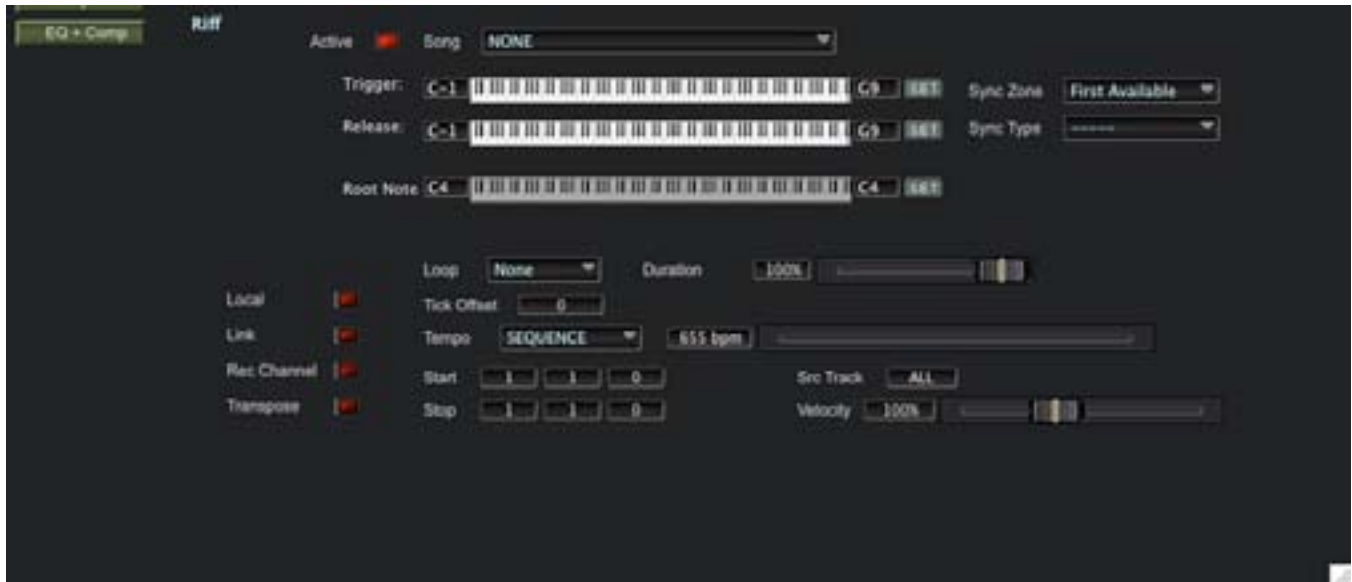 EQ + Comp
Riff
Active Song NONE
Trigger: C-1 G9 SET Sync Zone First Available
Release: C-1 G9 SET Sync Type -----
Root Note C4 C4 SET
Loop None Duration 100%
Local Tick Offset 0
Link Tempo SEQUENCE 655 bpm
Rec Channel Start 1 1 0 Src Track ALL
Transpose Stop 1 1 0 Velocity 100%